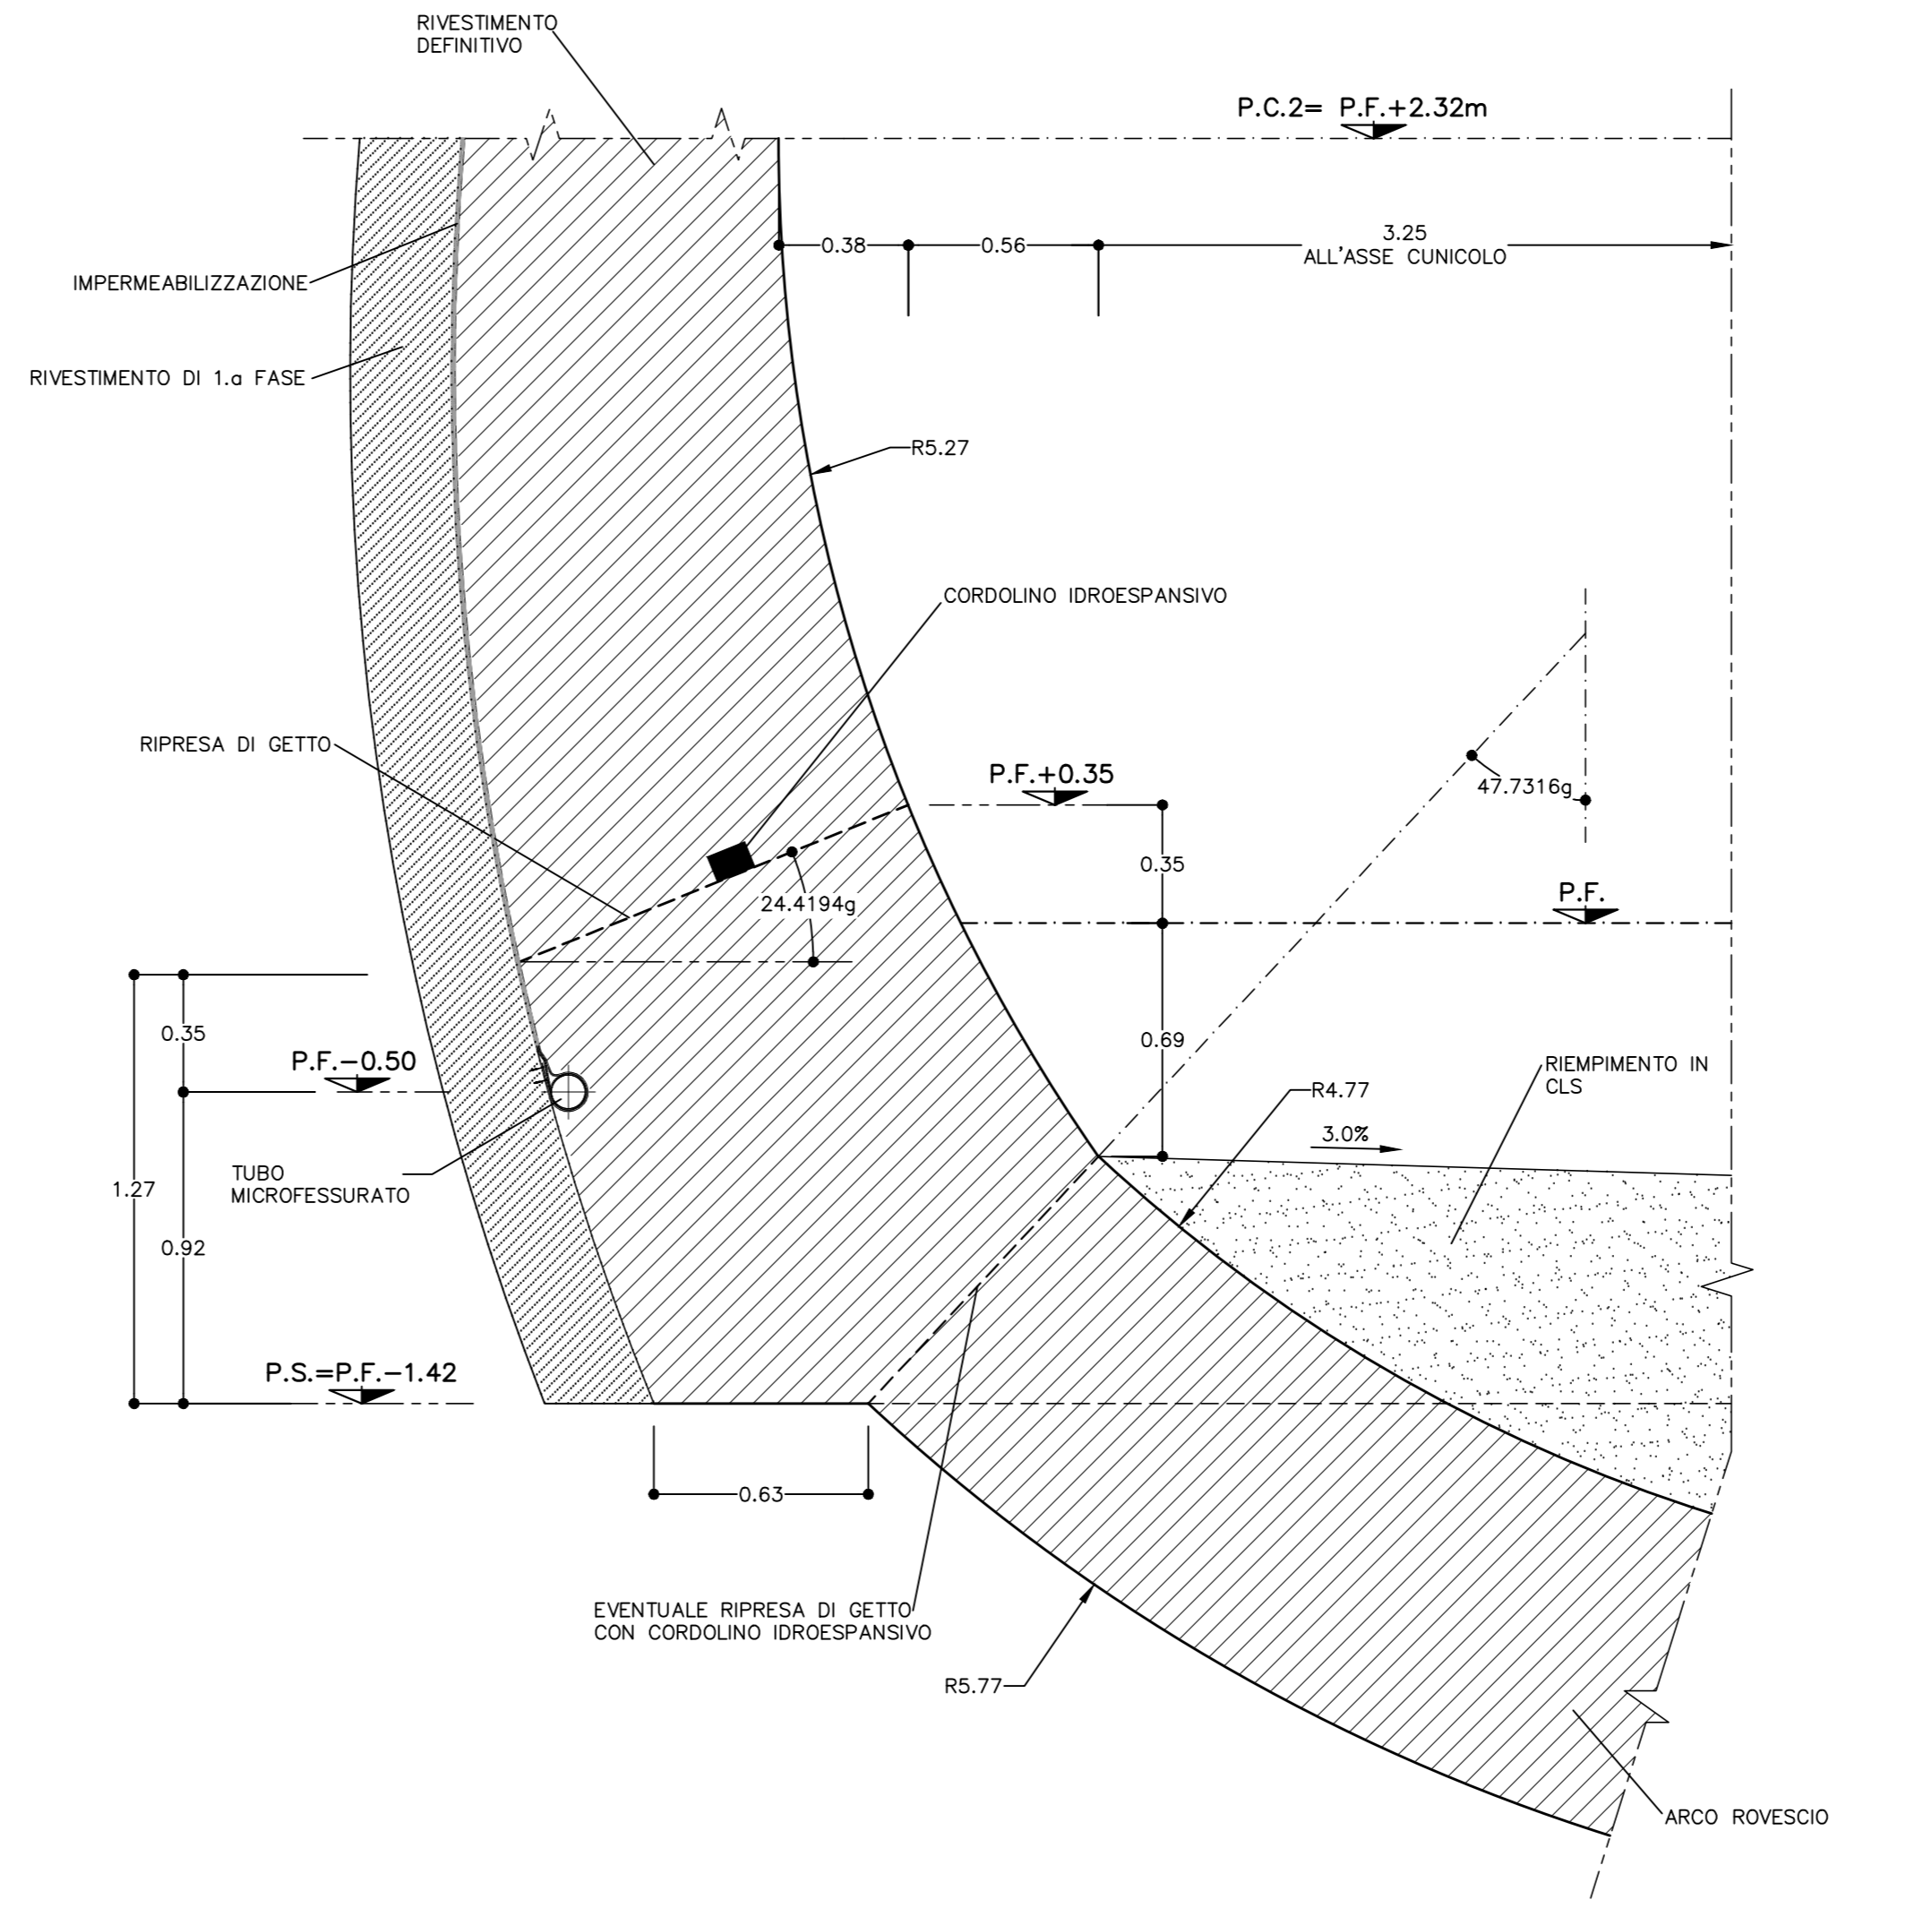 RIVESTIMENTO
DEFINITIVO
P.C.2= P.F.+2.32m
0.38
0.56
3.25
ALL'ASSE CUNICOLO
IMPERMEABILIZZAZIONE
RIVESTIMENTO DI 1.a FASE
R5.27
CORDOLINO IDROESPANSIVO
RIPRESA DI GETTO
P.F.+0.35
47.7316g
0.35
P.F.
24.4194g
0.35
P.F.-0.50
0.69
RIEMPIMENTO IN
CLS
R4.77
3.0%
TUBO
MICROFESSURATO
1.27
0.92
P.S.=P.F.-1.42
0.63
EVENTUALE RIPRESA DI GETTO
CON CORDOLINO IDROESPANSIVO
R5.77
ARCO ROVESCIO